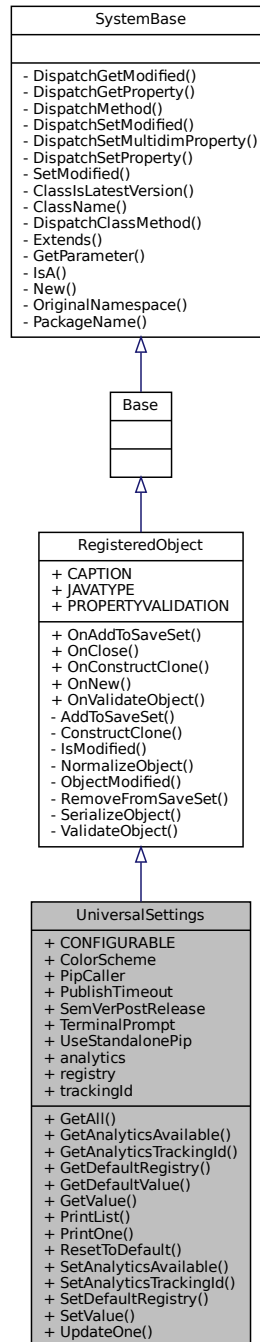 SystemBase
- DispatchGetModified()
- DispatchGetProperty()
- DispatchMethod()
- DispatchSetModified()
- DispatchSetMultidimProperty()
- DispatchSetProperty()
- SetModified()
- ClassIsLatestVersion()
- ClassName()
- DispatchClassMethod()
- Extends()
- GetParameter()
- IsA()
- New()
- OriginalNamespace()
- PackageName()
Base
RegisteredObject
+ CAPTION
+ JAVATYPE
+ PROPERTYVALIDATION
+ OnAddToSaveSet()
+ OnClose()
+ OnConstructClone()
+ OnNew()
+ OnValidateObject()
- AddToSaveSet()
- ConstructClone()
- IsModified()
- NormalizeObject()
- ObjectModified()
- RemoveFromSaveSet()
- SerializeObject()
- ValidateObject()
UniversalSettings
+ CONFIGURABLE
+ ColorScheme
+ PipCaller
+ PublishTimeout
+ SemVerPostRelease
+ TerminalPrompt
+ UseStandalonePip
+ analytics
+ registry
+ trackingId
+ GetAll()
+ GetAnalyticsAvailable()
+ GetAnalyticsTrackingId()
+ GetDefaultRegistry()
+ GetDefaultValue()
+ GetValue()
+ PrintList()
+ PrintOne()
+ ResetToDefault()
+ SetAnalyticsAvailable()
+ SetAnalyticsTrackingId()
+ SetDefaultRegistry()
+ SetValue()
+ UpdateOne()